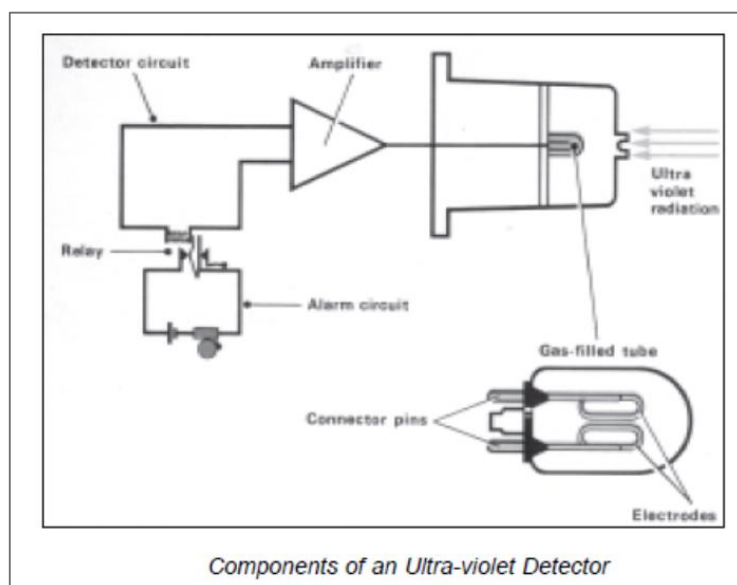 Detector circuit
Amplifier
Ultra
violet
radiation
Relay
Alarm circuit
Gas-filled tube
Connector pins
Electrodes
Components of an Ultra-violet Detector